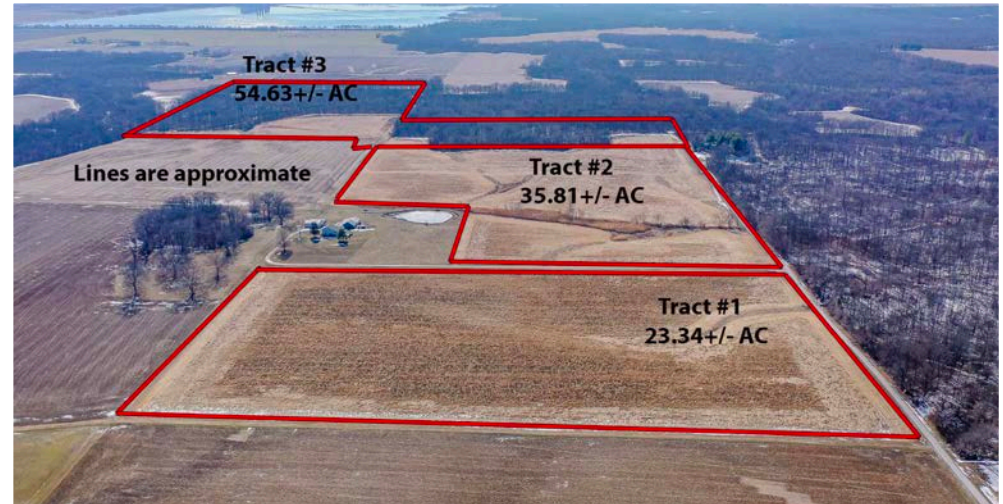 Tract #3
54.63+/- AC
Lines are approximate
Tract #2
35.81+/- AC
Tract #1
23.34+/- AC